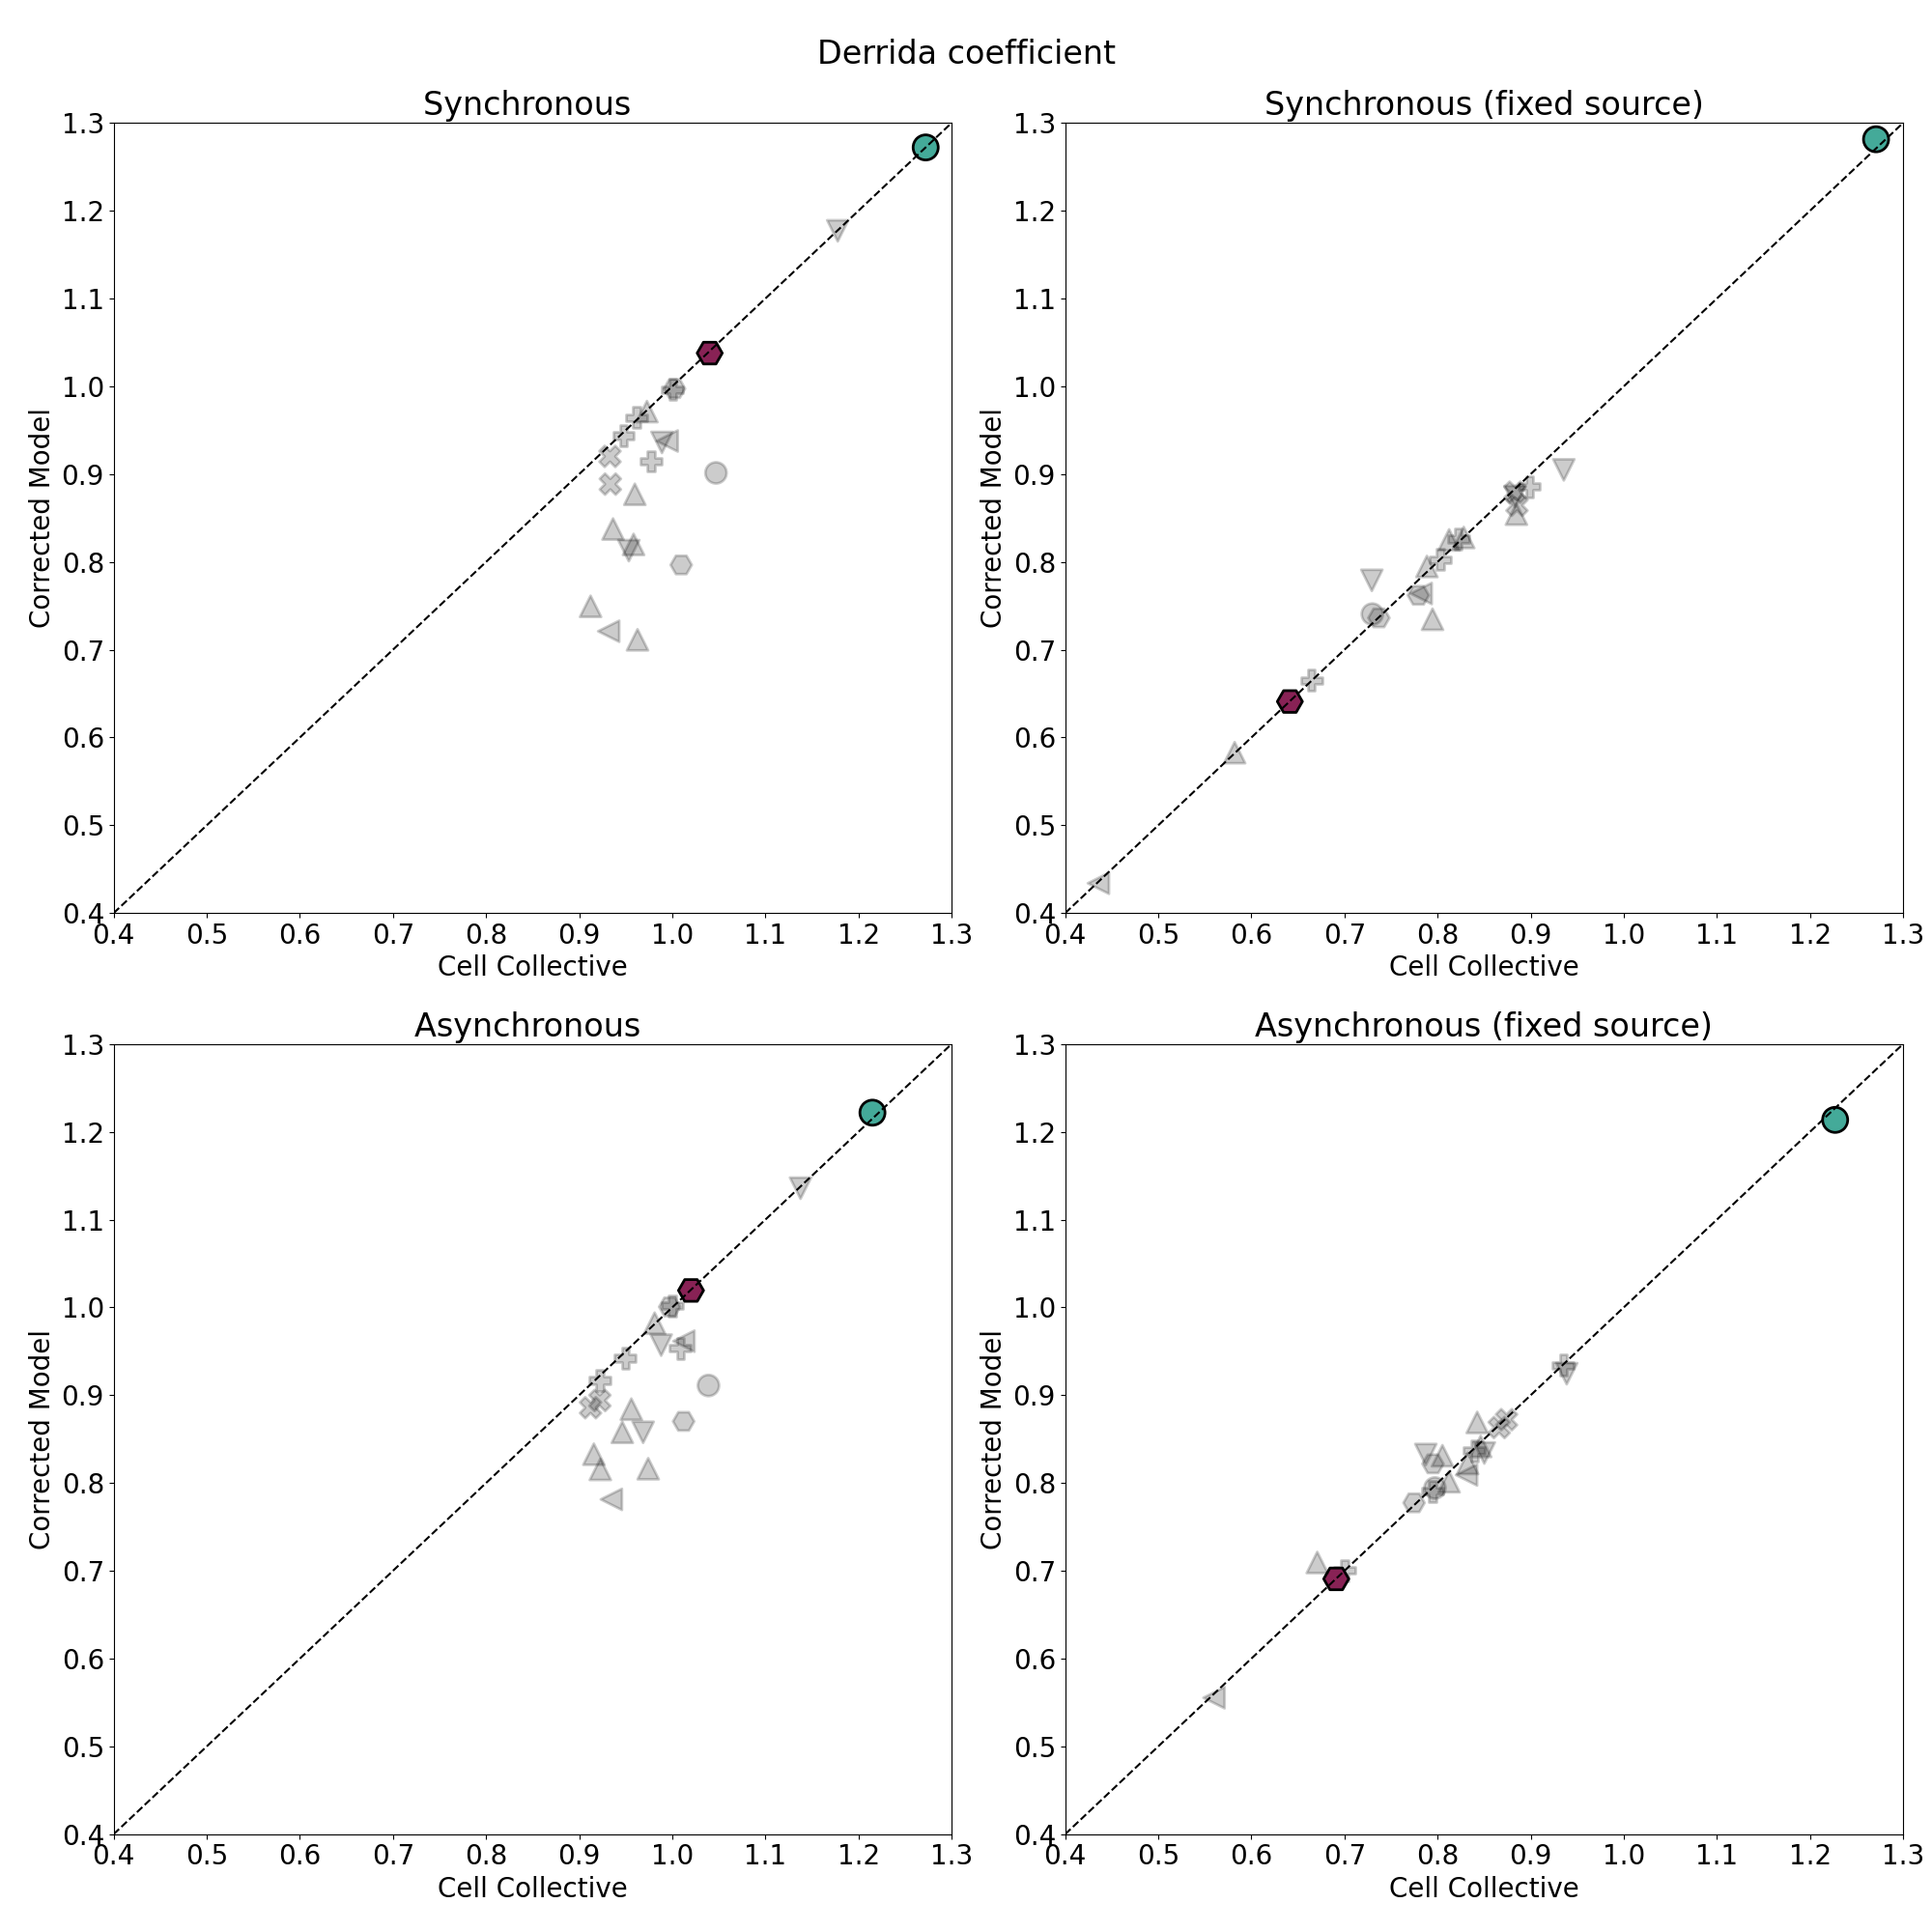 Derrida coefficient
Synchronous
1.3
1.2
1.1
1.0
0.9
0.8
0.7
0.6
0.5
0.4
Corrected Model
0.4 0.5 0.6 0.7 0.8 0.9 1.0 1.1 1.2 1.3
Cell Collective
Synchronous (fixed source)
1.3
1.2
1.1
1.0
0.9
0.8
0.7
0.6
0.5
0.4
Corrected Model
0.4 0.5 0.6 0.7 0.8 0.9 1.0 1.1 1.2 1.3
Cell Collective
Asynchronous
1.3
1.2
1.1
1.0
0.9
0.8
0.7
0.6
0.5
0.4
Corrected Model
0.4 0.5 0.6 0.7 0.8 0.9 1.0 1.1 1.2 1.3
Cell Collective
Asynchronous (fixed source)
1.3
1.2
1.1
1.0
0.9
0.8
0.7
0.6
0.5
0.4
Corrected Model
0.4 0.5 0.6 0.7 0.8 0.9 1.0 1.1 1.2 1.3
Cell Collective